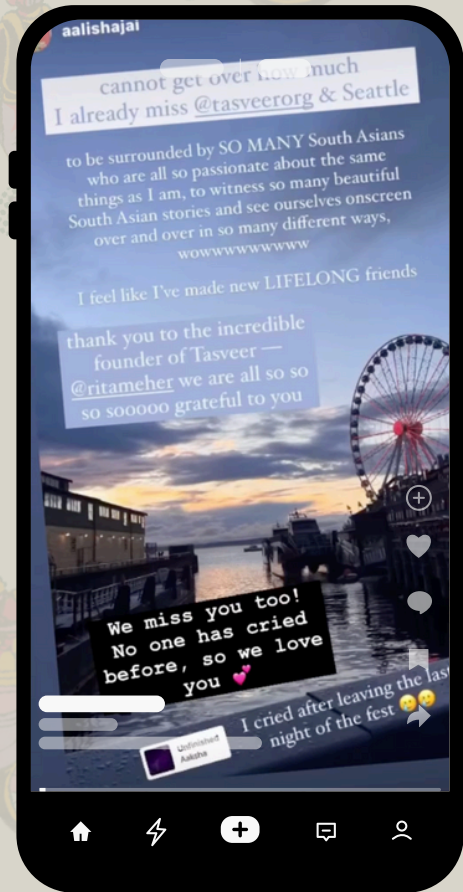 aalishajai
cannot get over how much
I already miss @tasveerorg & Seattle
to be surrounded by SO MANY South Asians
who are all so passionate about the same
things as I am, to witness so many beautiful
South Asian stories and see ourselves onscreen
over and over in so many different ways,
wowwwwwwwww
I feel like I've made new LIFELONG friends
thank you to the incredible
founder of Tasveer —
@ritameher we are all so so
so sooooo grateful to you
We miss you too!
No one has cried
before, so we love
you 💕
I cried after leaving the last
night of the fest 🥲🥲
Unfinished
Aaksha